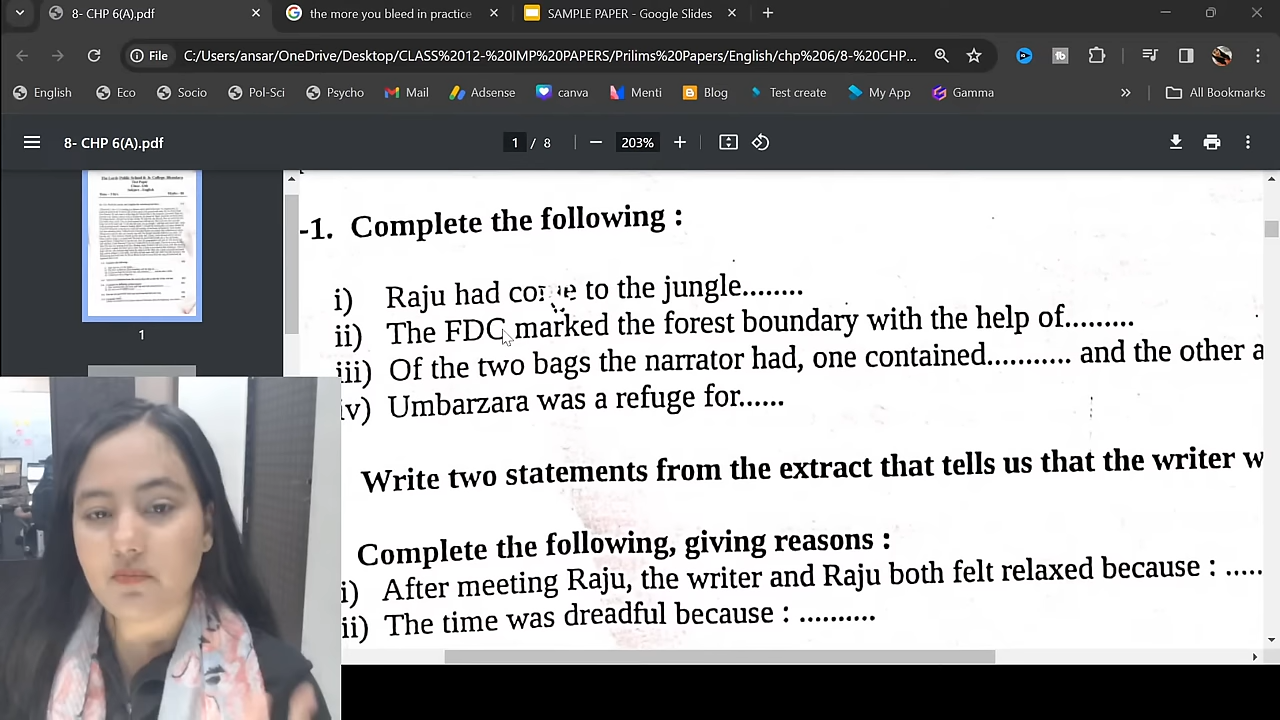 8- CHP 6(A).pdf
the more you bleed in practice
SAMPLE PAPER - Google Slides
File
C:/Users/ansar/OneDrive/Desktop/CLASS%2012-%20IMP%20PAPERS/Prilims%20Papers/English/chp%206/8-%20CHP...
English
Eco
Socio
Pol-Sci
Psycho
Mail
Adsense
canva
Menti
Blog
Test create
My App
Gamma
All Bookmarks
8- CHP 6(A).pdf
1 / 8
203%
1
-1. Complete the following :
i) Raju had come to the jungle........
ii) The FDC marked the forest boundary with the help of.........
iii) Of the two bags the narrator had, one contained........... and the other a
iv) Umbarzara was a refuge for......
Write two statements from the extract that tells us that the writer w
Complete the following, giving reasons :
i) After meeting Raju, the writer and Raju both felt relaxed because : .....
ii) The time was dreadful because : ..........